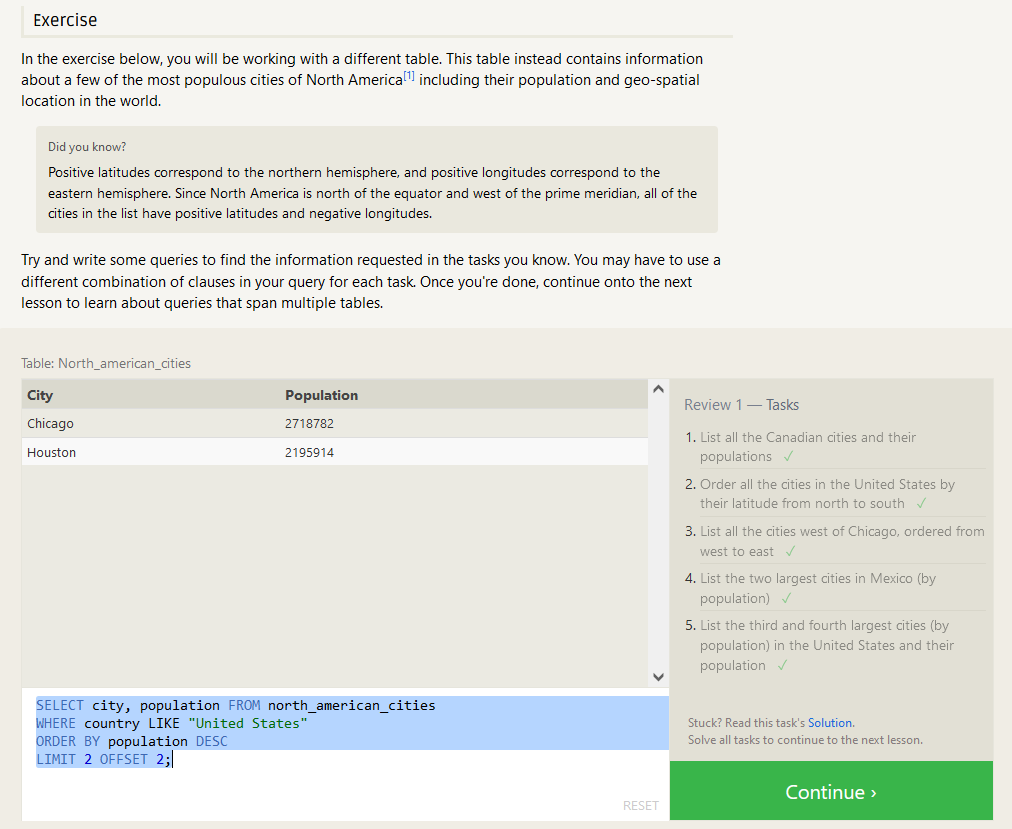 Exercise
In the exercise below, you will be working with a different table. This table instead contains information
about a few of the most populous cities of North America[1] including their population and geo-spatial
location in the world.
Did you know?
Positive latitudes correspond to the northern hemisphere, and positive longitudes correspond to the
eastern hemisphere. Since North America is north of the equator and west of the prime meridian, all of the
cities in the list have positive latitudes and negative longitudes.
Try and write some queries to find the information requested in the tasks you know. You may have to use a
different combination of clauses in your query for each task. Once you're done, continue onto the next
lesson to learn about queries that span multiple tables.
Table: North_american_cities
City Population
Chicago 2718782
Houston 2195914
SELECT city, population FROM north_american_cities
WHERE country LIKE "United States"
ORDER BY population DESC
LIMIT 2 OFFSET 2;
RESET
Review 1 — Tasks
1. List all the Canadian cities and their
populations ✓
2. Order all the cities in the United States by
their latitude from north to south ✓
3. List all the cities west of Chicago, ordered from
west to east ✓
4. List the two largest cities in Mexico (by
population) ✓
5. List the third and fourth largest cities (by
population) in the United States and their
population ✓
Stuck? Read this task's Solution.
Solve all tasks to continue to the next lesson.
Continue ›